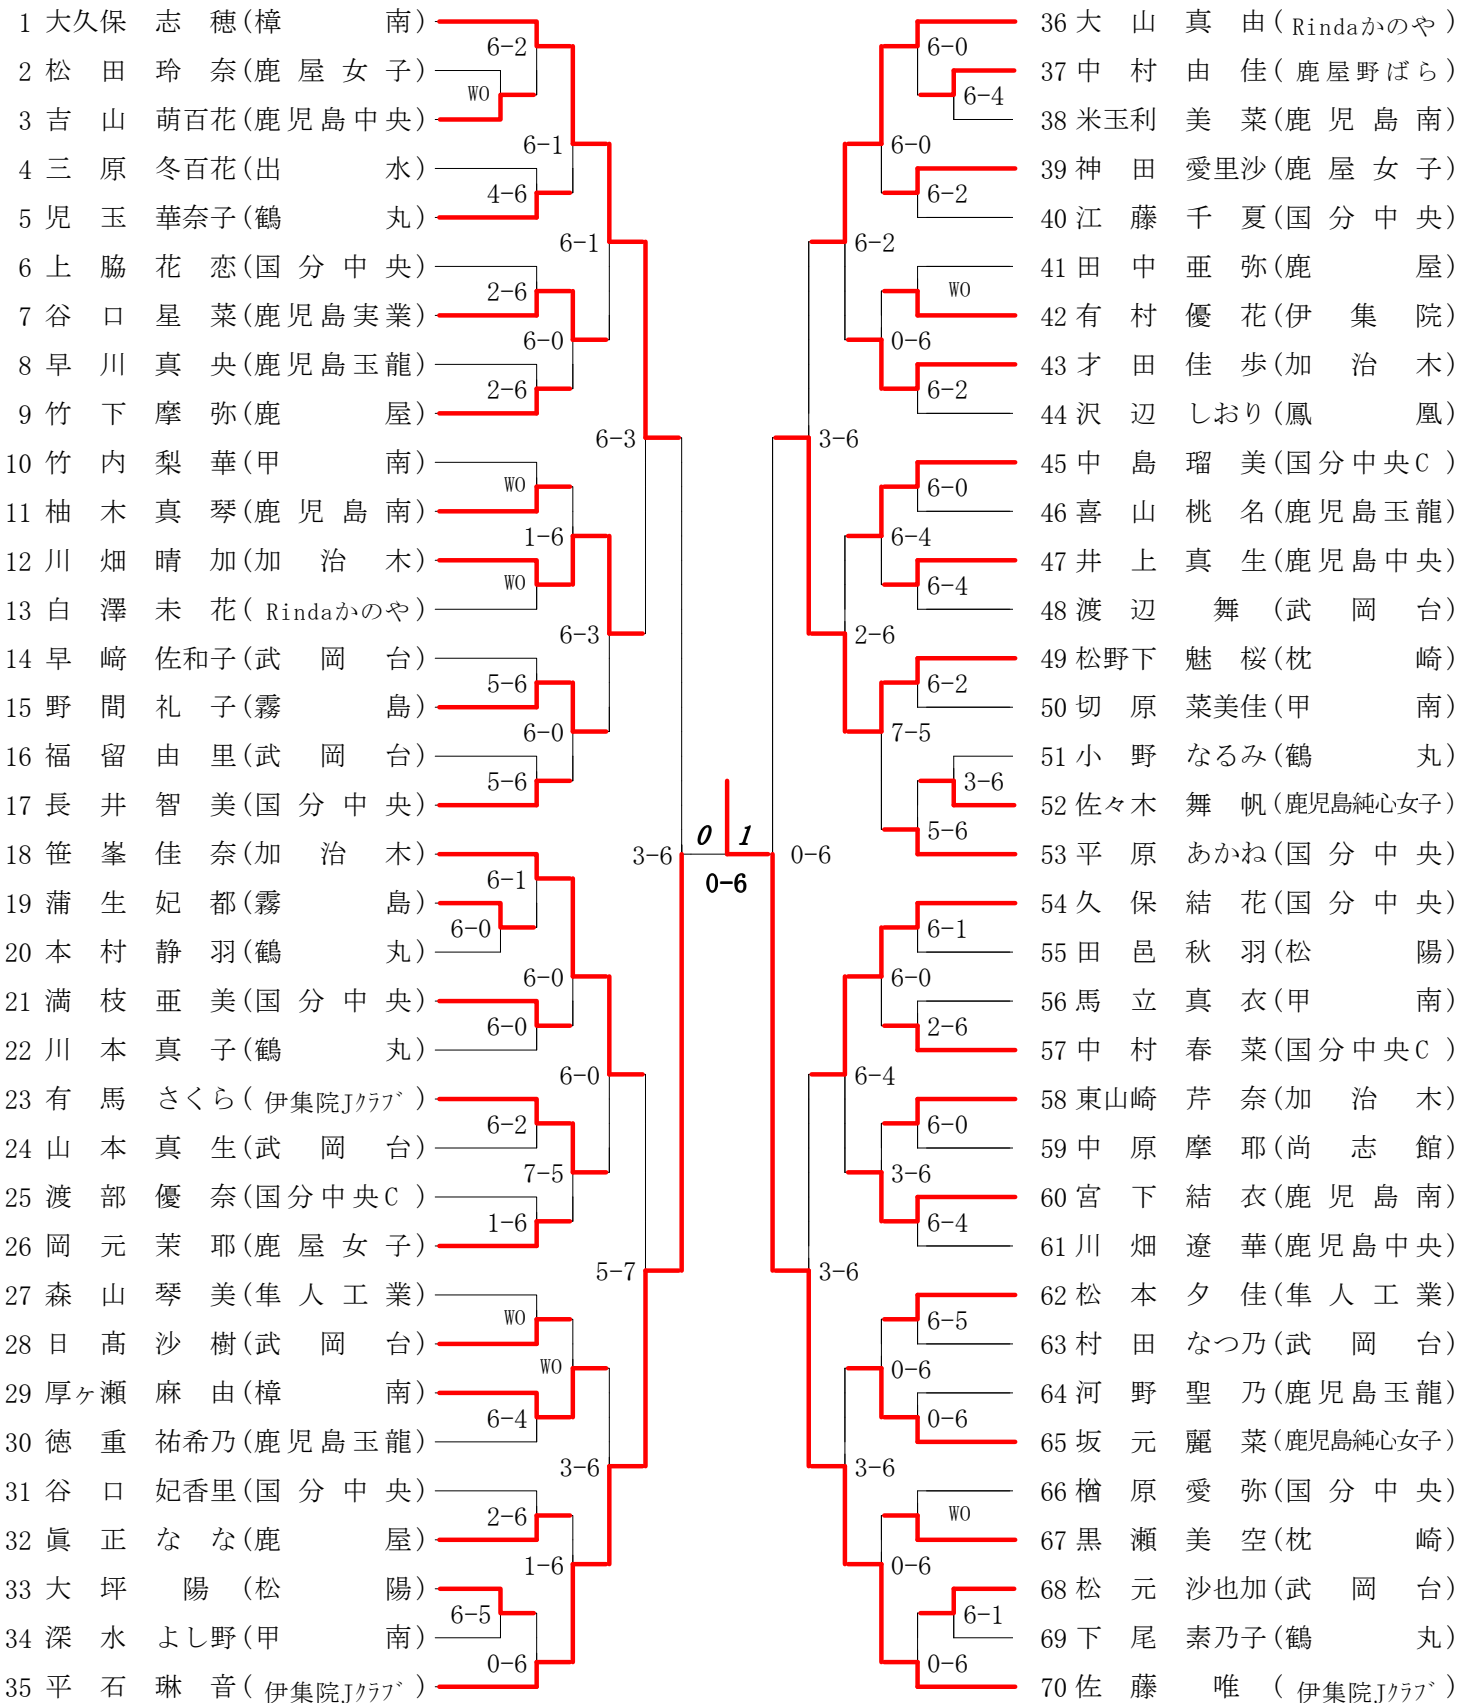 1 大久保 志 穂(樟 南)
2 松 田 玲 奈(鹿 屋 女 子)
3 吉 山 萌百花(鹿児島中央)
4 三 原 冬百花(出 水)
5 児 玉 華奈子(鶴 丸)
6 上 脇 花 恋(国 分 中 央)
7 谷 口 星 菜(鹿児島実業)
8 早 川 真 央(鹿児島玉龍)
9 竹 下 摩 弥(鹿 屋)
10 竹 内 梨 華(甲 南)
11 柚 木 真 琴(鹿 児 島 南)
12 川 畑 晴 加(加 治 木)
13 白 澤 未 花( Rindaかのや)
14 早 﨑 佐和子(武 岡 台)
15 野 間 礼 子(霧 島)
16 福 留 由 里(武 岡 台)
17 長 井 智 美(国 分 中 央)
18 笹 峯 佳 奈(加 治 木)
19 蒲 生 妃 都(霧 島)
20 本 村 静 羽(鶴 丸)
21 満 枝 亜 美(国 分 中 央)
22 川 本 真 子(鶴 丸)
23 有 馬 さくら( 伊集院Jクラブ )
24 山 本 真 生(武 岡 台)
25 渡 部 優 奈(国分中央C )
26 岡 元 茉 耶(鹿 屋 女 子)
27 森 山 琴 美(隼 人 工 業)
28 日 髙 沙 樹(武 岡 台)
29 厚ヶ瀬 麻 由(樟 南)
30 徳 重 祐希乃(鹿児島玉龍)
31 谷 口 妃香里(国 分 中 央)
32 眞 正 な な(鹿 屋)
33 大 坪 陽 (松 陽)
34 深 水 よし野(甲 南)
35 平 石 琳 音( 伊集院Jクラブ )
6-2
WO
6-1
4-6
6-1
2-6
6-0
2-6
6-3
WO
1-6
WO
6-3
5-6
6-0
5-6
3-6
6-1
6-0
6-0
6-0
6-0
6-2
7-5
1-6
5-7
WO
WO
6-4
3-6
2-6
1-6
6-5
0-6
0 1
0-6
36 大 山 真 由( Rindaかのや )
37 中 村 由 佳( 鹿屋野ばら)
38 米玉利 美 菜(鹿 児 島 南)
39 神 田 愛里沙(鹿 屋 女 子)
40 江 藤 千 夏(国 分 中 央)
41 田 中 亜 弥(鹿 屋)
42 有 村 優 花(伊 集 院)
43 才 田 佳 歩(加 治 木)
44 沢 辺 しおり(鳳 凰)
45 中 島 瑠 美(国分中央C )
46 喜 山 桃 名(鹿児島玉龍)
47 井 上 真 生(鹿児島中央)
48 渡 辺 舞 (武 岡 台)
49 松野下 魅 桜(枕 崎)
50 切 原 菜美佳(甲 南)
51 小 野 なるみ(鶴 丸)
52 佐々木 舞 帆(鹿児島純心女子)
53 平 原 あかね(国 分 中 央)
54 久 保 結 花(国 分 中 央)
55 田 邑 秋 羽(松 陽)
56 馬 立 真 衣(甲 南)
57 中 村 春 菜(国分中央C )
58 東山崎 芹 奈(加 治 木)
59 中 原 摩 耶(尚 志 館)
60 宮 下 結 衣(鹿 児 島 南)
61 川 畑 遼 華(鹿児島中央)
62 松 本 夕 佳(隼 人 工 業)
63 村 田 なつ乃(武 岡 台)
64 河 野 聖 乃(鹿児島玉龍)
65 坂 元 麗 菜(鹿児島純心女子)
66 楢 原 愛 弥(国 分 中 央)
67 黒 瀬 美 空(枕 崎)
68 松 元 沙也加(武 岡 台)
69 下 尾 素乃子(鶴 丸)
70 佐 藤 唯 ( 伊集院Jクラブ )
6-0
6-4
6-0
6-2
6-2
WO
0-6
6-2
3-6
6-0
6-4
6-4
2-6
6-2
7-5
3-6
5-6
0-6
6-1
6-0
2-6
6-4
6-0
3-6
6-4
3-6
6-5
0-6
0-6
3-6
WO
0-6
6-1
0-6